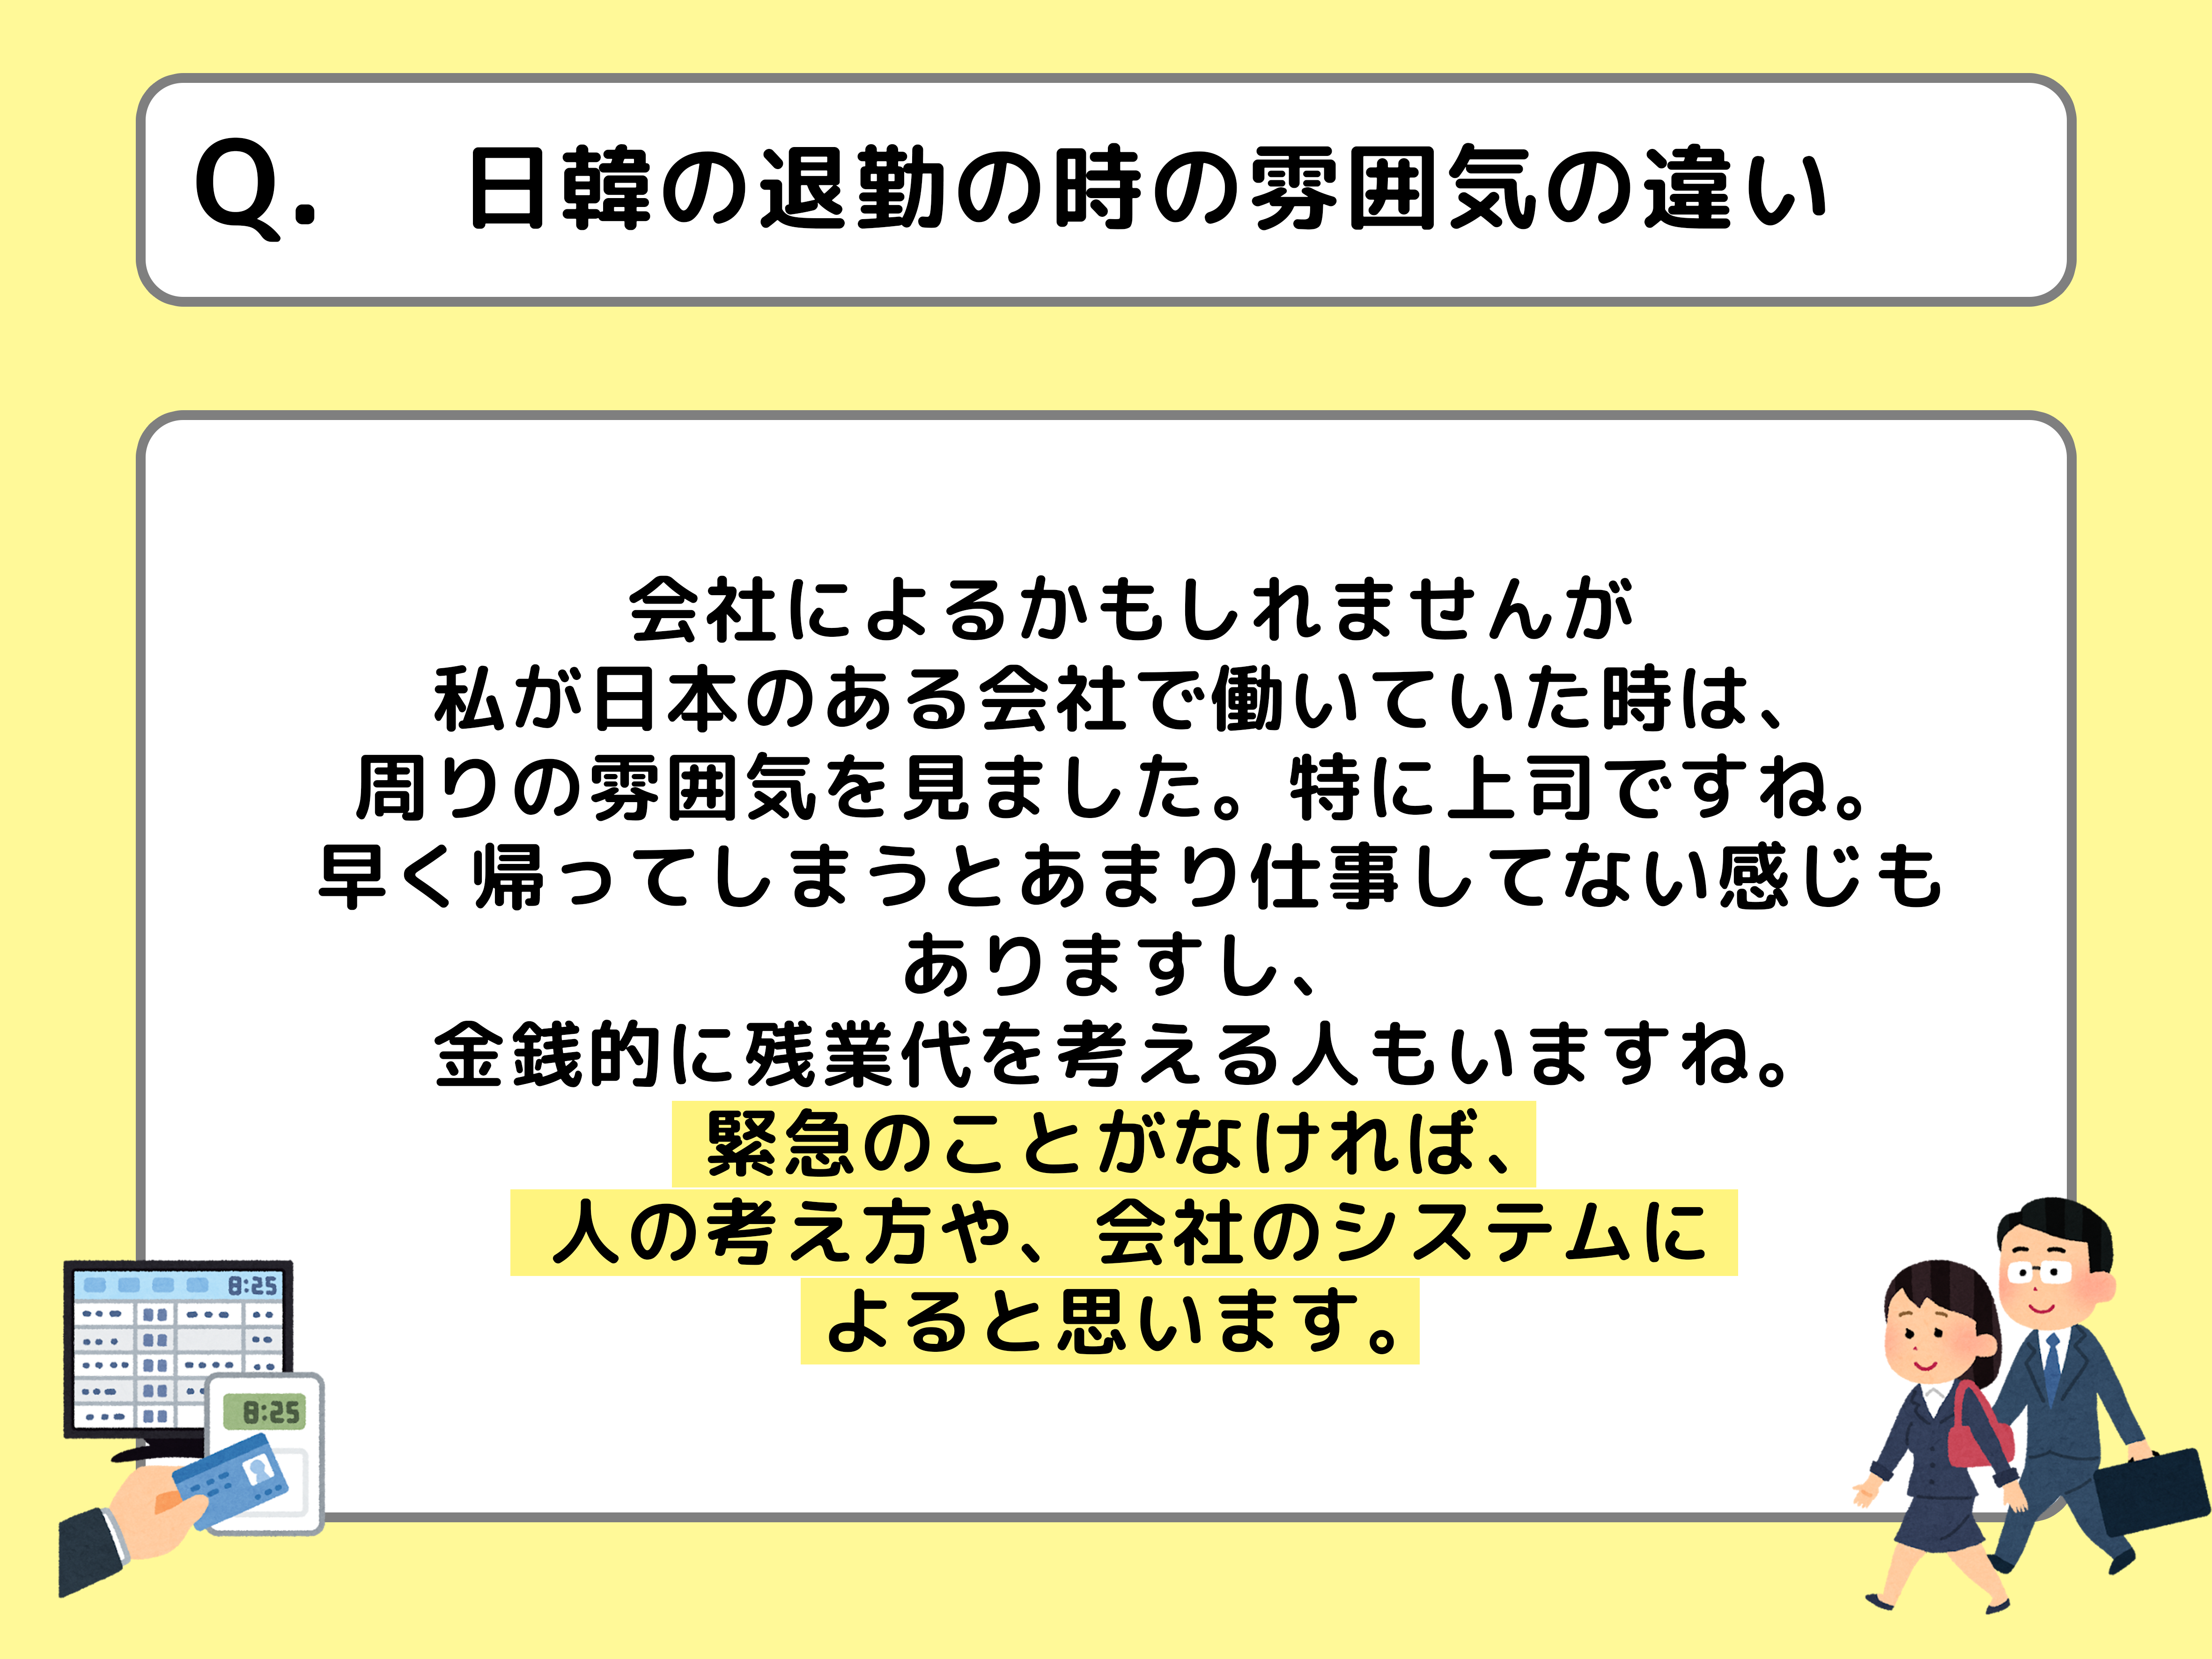 Q. 日韓の退勤の時の雰囲気の違い
会社によるかもしれませんが
私が日本のある会社で働いていた時は、
周りの雰囲気を見ました。特に上司ですね。
早く帰ってしまうとあまり仕事してない感じも
ありますし、
金銭的に残業代を考える人もいますね。
緊急のことがなければ、
人の考え方や、会社のシステムに
よると思います。
8:25
8:25